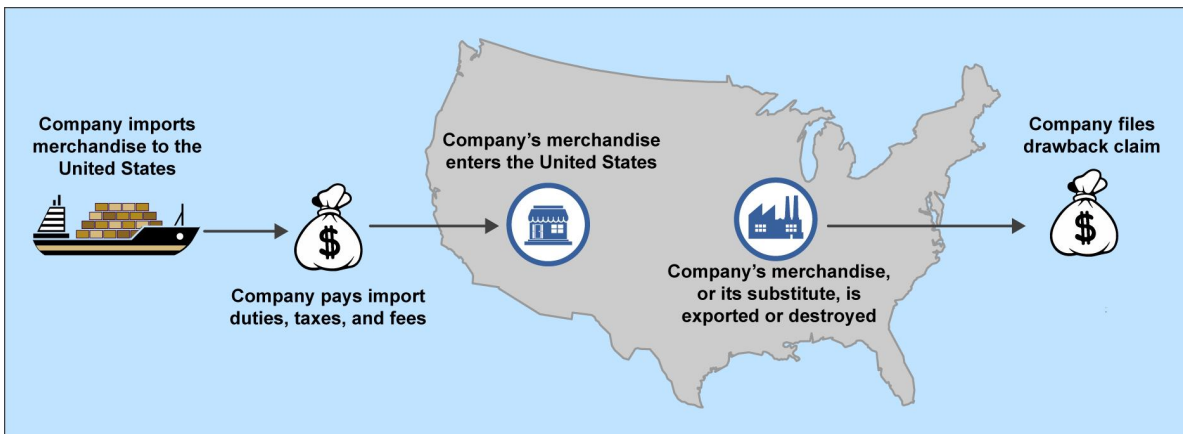 Company imports
merchandise to the
United States
$
Company pays import
duties, taxes, and fees
Company’s merchandise
enters the United States
Company’s merchandise,
or its substitute, is
exported or destroyed
Company files
drawback claim
$